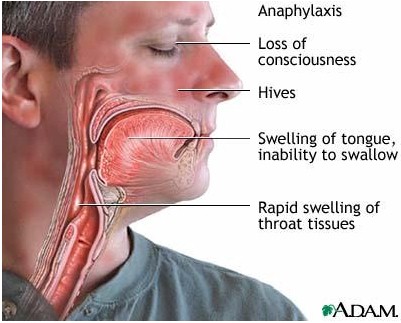 Anaphylaxis
Loss of
consciousness
Hives
Swelling of tongue,
inability to swallow
Rapid swelling of
throat tissues
A.D.A.M.